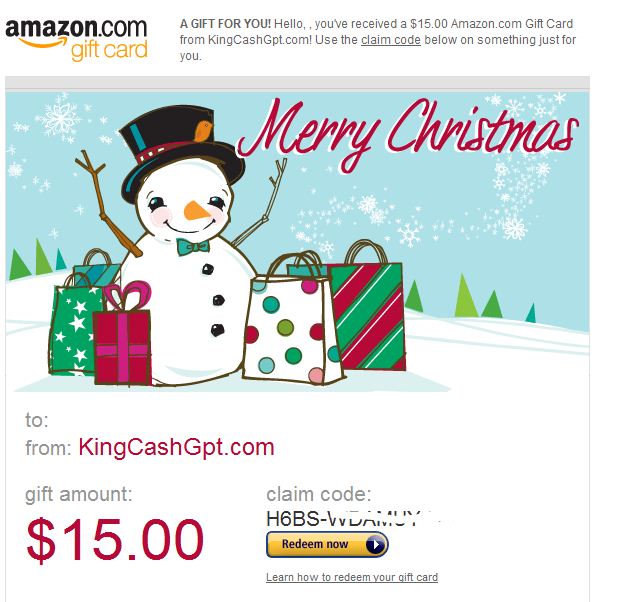 amazon.com
gift card
A GIFT FOR YOU! Hello, , you've received a $15.00 Amazon.com Gift Card
from KingCashGpt.com! Use the claim code below on something just for
you.
Merry Christmas
to:
from: KingCashGpt.com
gift amount:
$15.00
claim code:
H6BS-
Redeem now
Learn how to redeem your gift card